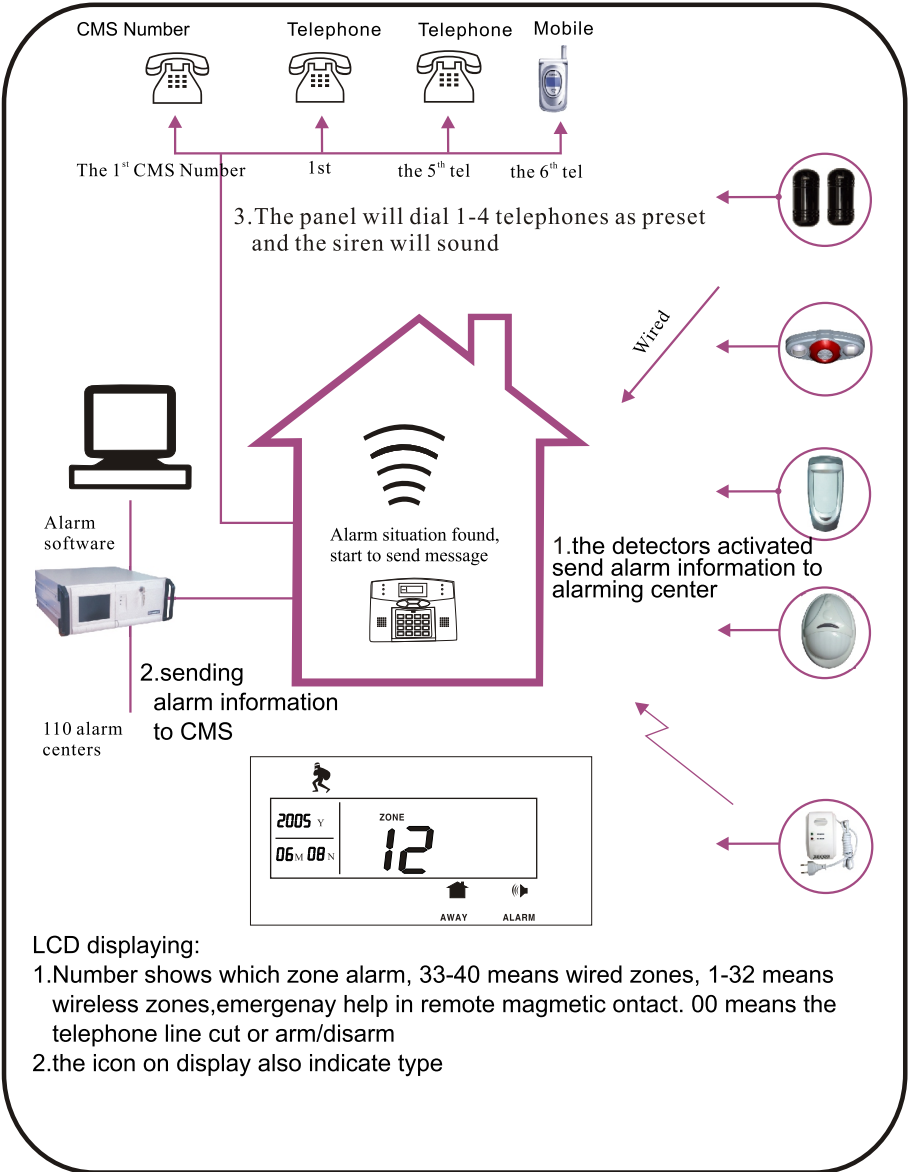 CMS Number
Telephone
Telephone
Mobile
The 1st CMS Number
1st
the 5th tel
the 6th tel
3.The panel will dial 1-4 telephones as preset
and the siren will sound
Wired
Alarm situation found,
start to send message
1.the detectors activated
send alarm information to
alarming center
Alarm
software
2.sending
alarm information
to CMS
110 alarm
centers
2005 Y
06 M 08 N
ZONE
12
AWAY
ALARM
LCD displaying:
1.Number shows which zone alarm, 33-40 means wired zones, 1-32 means
wireless zones,emergenay help in remote magmetic ontact. 00 means the
telephone line cut or arm/disarm
2.the icon on display also indicate type